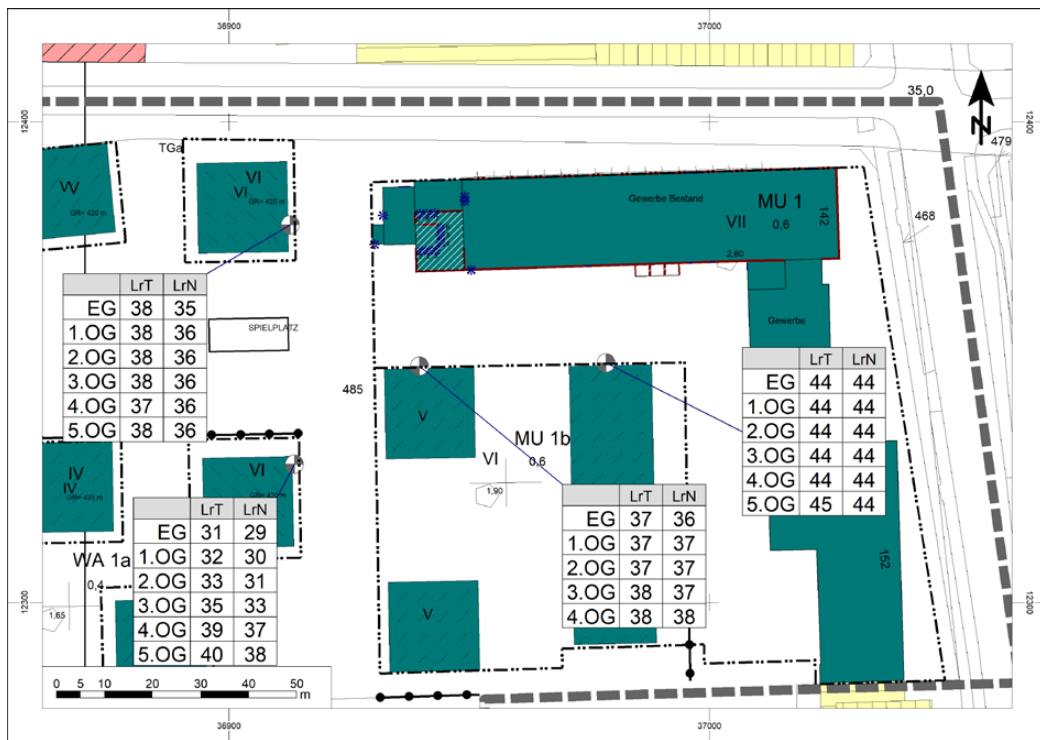 36900 37000
35,0
12400 12400
N
479
TGa
VI
VI
GR= 420 m
V
GR= 420 m
Gewerbe Bestand
MU 1
VII
0,6
142
468
2,60
Gewerbe
LrT LrN
EG 38 35
1.OG 38 36
2.OG 38 36
3.OG 38 36
4.OG 37 36
5.OG 38 36
SPIELPLATZ
485
LrT LrN
EG 44 44
1.OG 44 44
2.OG 44 44
3.OG 44 44
4.OG 44 44
5.OG 45 44
V
MU 1b
VI
0,6
1,90
IV
IV
GR= 420 m
VI
GR= 420 m
LrT LrN
EG 31 29
1.OG 32 30
2.OG 33 31
3.OG 35 33
4.OG 39 37
5.OG 40 38
LrT LrN
EG 37 36
1.OG 37 37
2.OG 37 37
3.OG 38 37
4.OG 38 38
WA 1a
0,4
152
12300
1,65
V
0 5 10 20 30 40 50
m
36900 37000